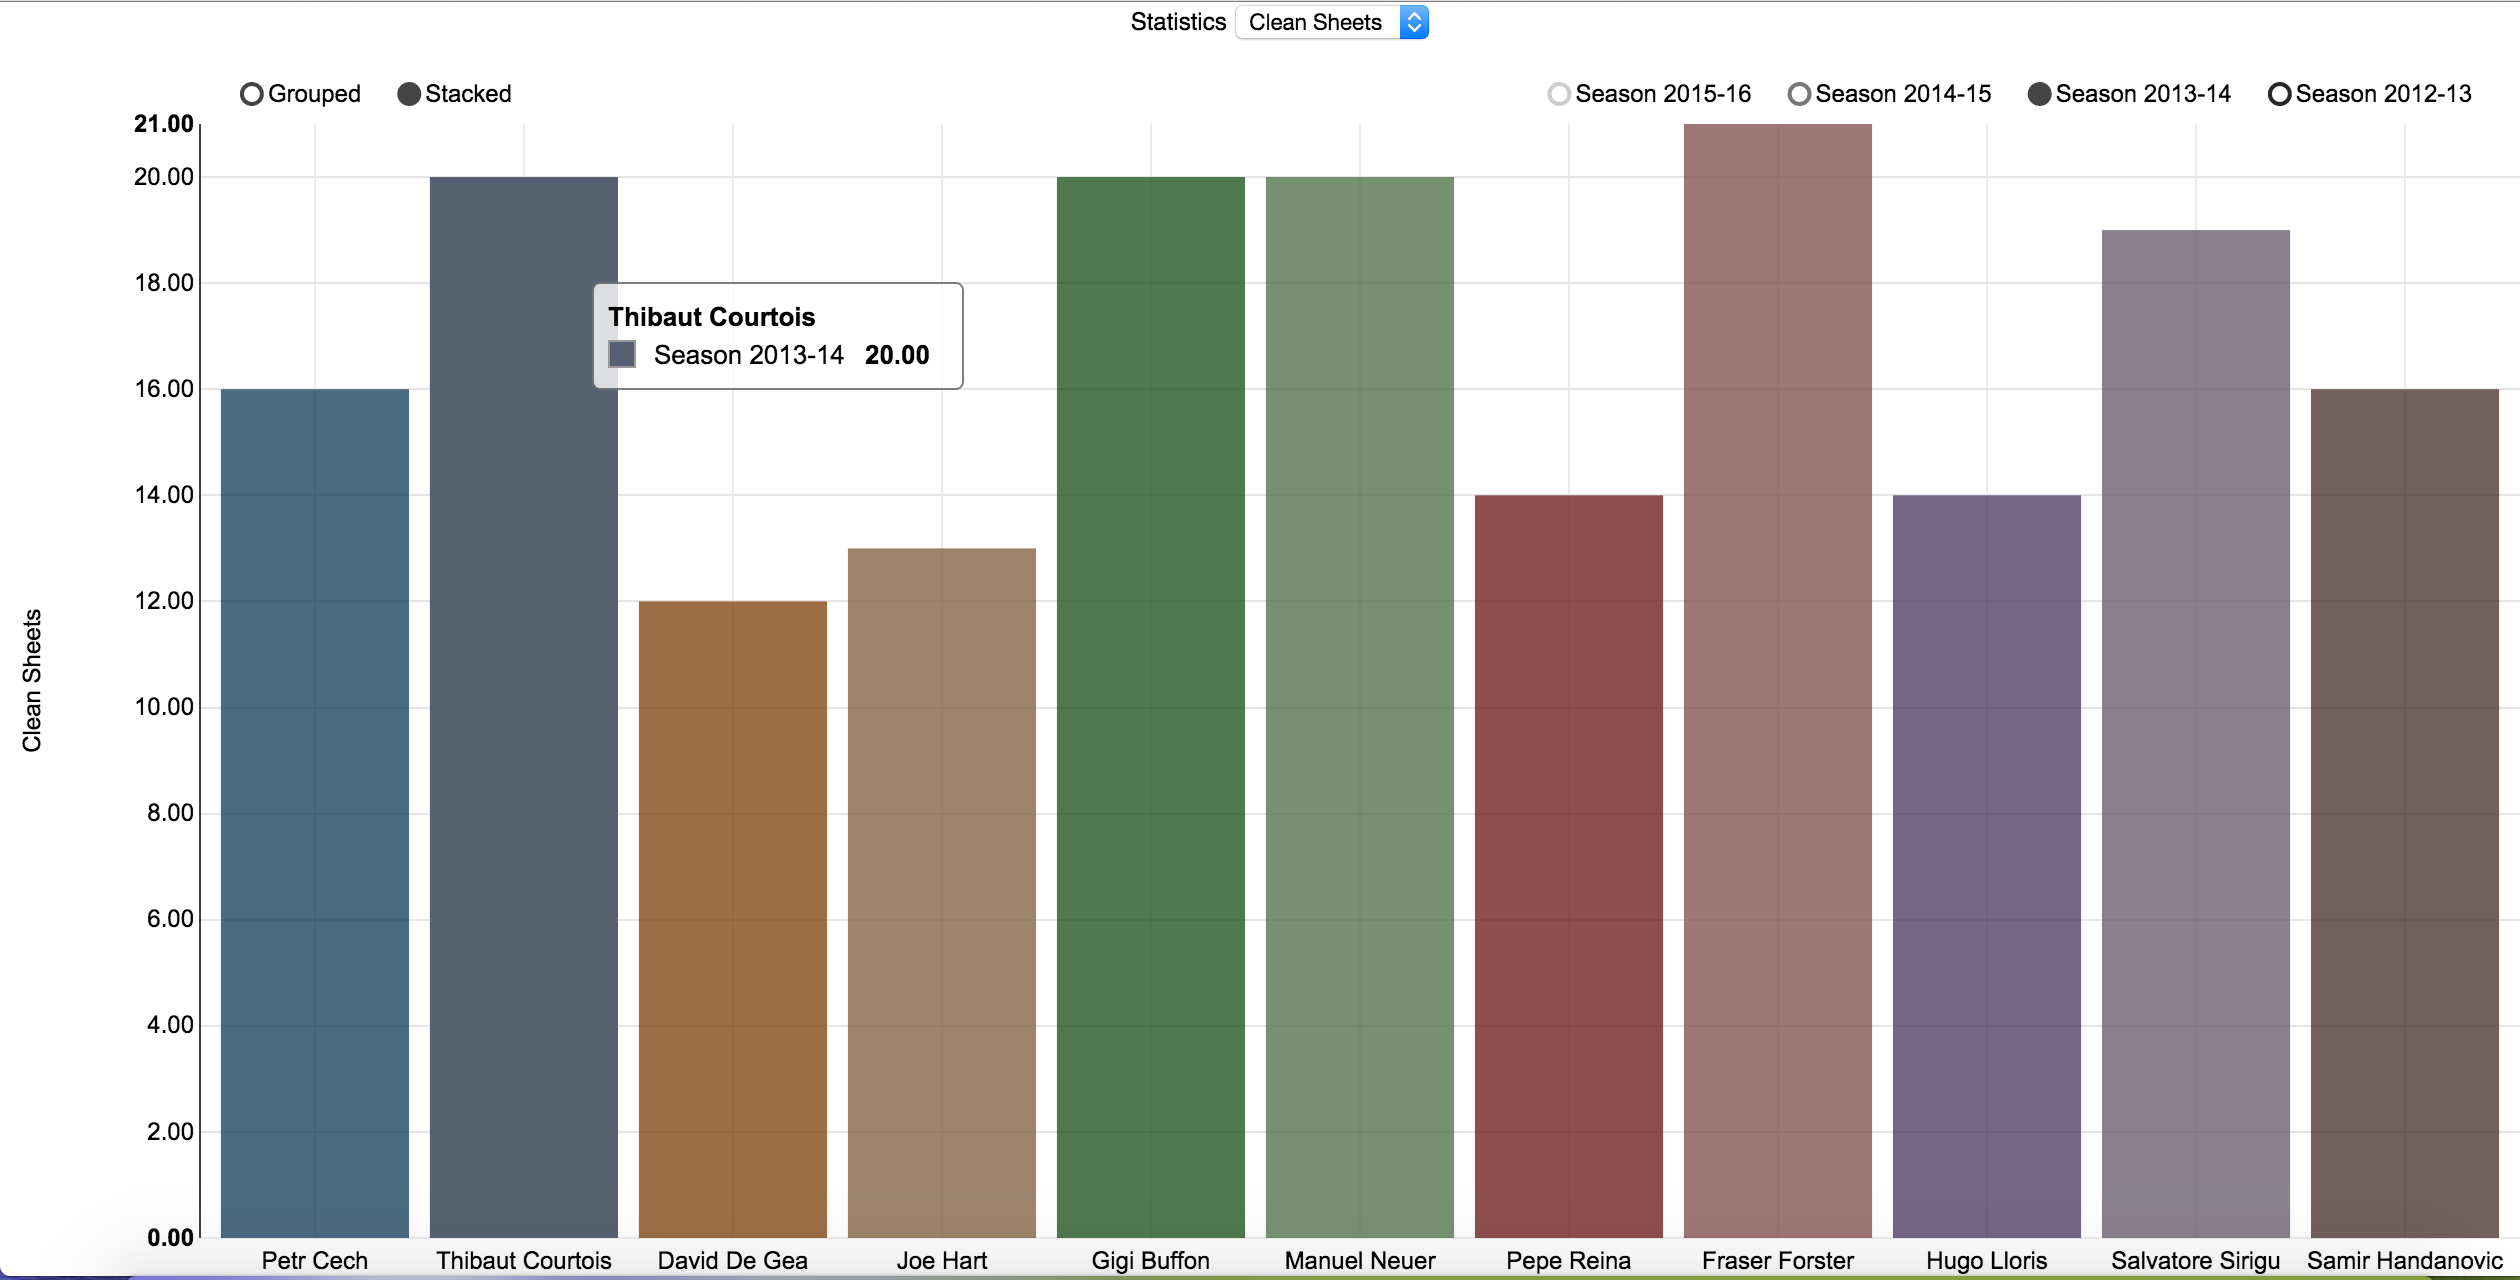 Statistics Clean Sheets
Grouped Stacked Season 2015-16 Season 2014-15 Season 2013-14 Season 2012-13
21.00
20.00
18.00
Thibaut Courtois
Season 2013-14 20.00
16.00
14.00
12.00
10.00
8.00
6.00
4.00
2.00
0.00
Clean Sheets
Petr Cech Thibaut Courtois David De Gea Joe Hart Gigi Buffon Manuel Neuer Pepe Reina Fraser Forster Hugo Lloris Salvatore Sirigu Samir Handanovic